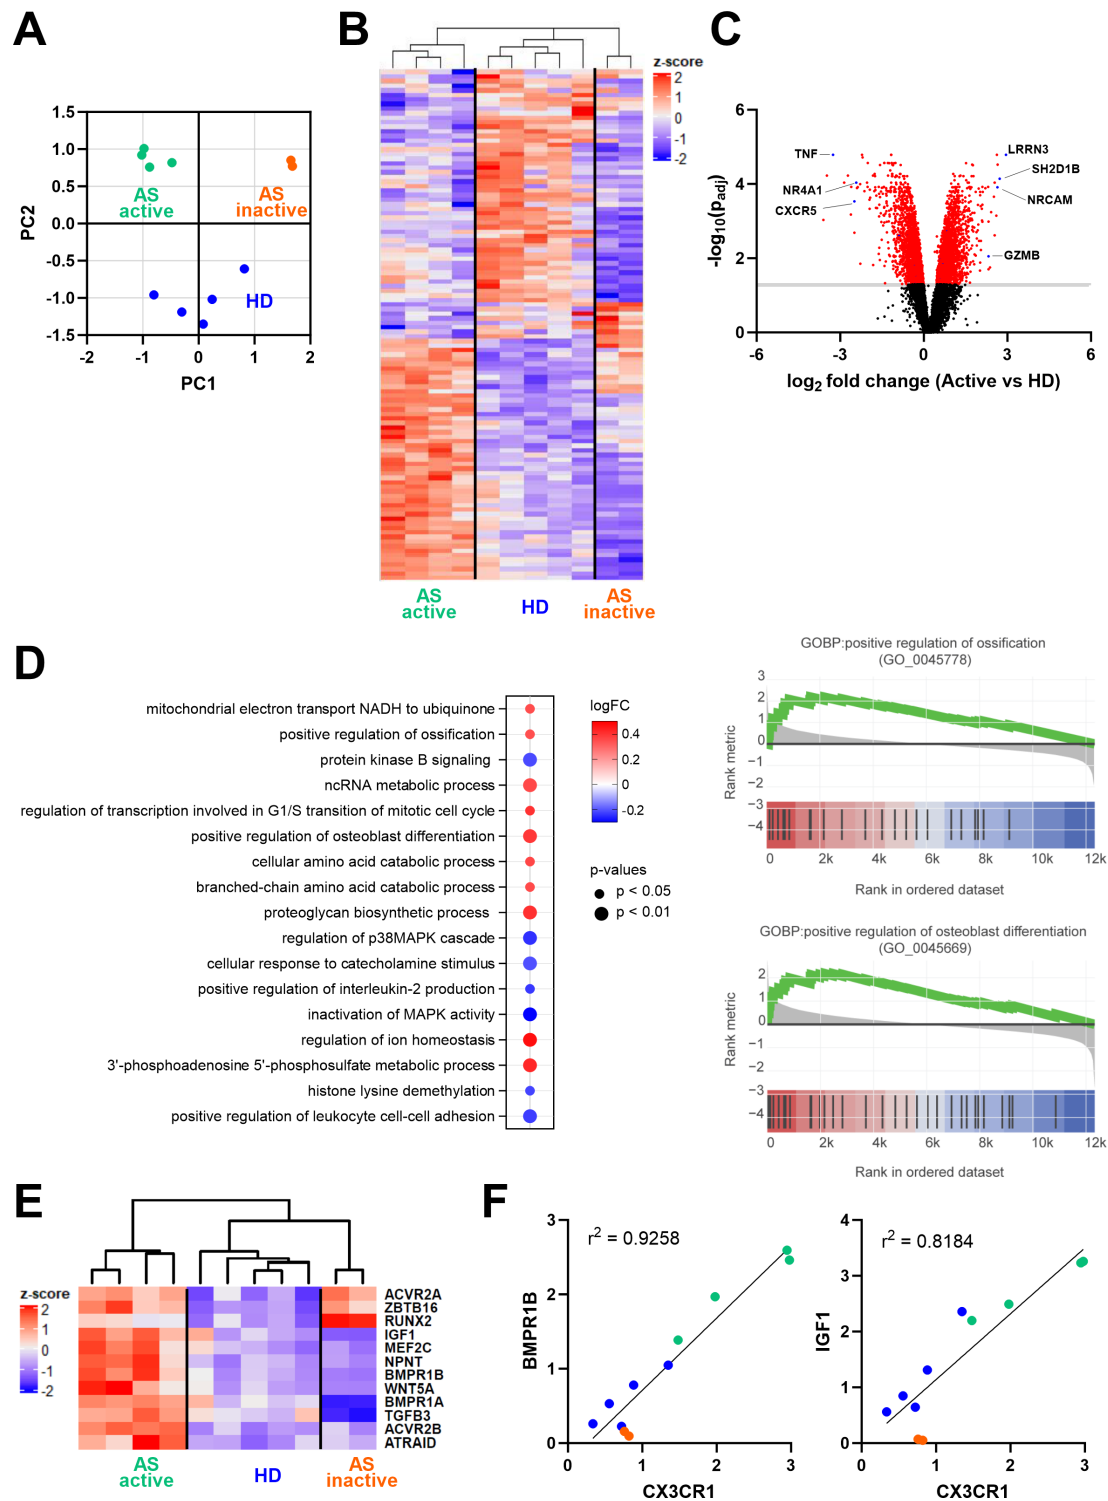 A
1.5
1.0
0.5
0.0
-0.5
-1.0
-1.5
-2
-1
0
1
2
PC2
PC1
AS
active
AS
inactive
HD
B
z-score
2
1
0
-1
-2
AS
active
HD
AS
inactive
C
6
4
2
0
-6
-3
0
3
6
-log10(padj)
log2 fold change (Active vs HD)
TNF
NR4A1
CXCR5
LRRN3
SH2D1B
NRCAM
GZMB
D
mitochondrial electron transport NADH to ubiquinone
positive regulation of ossification
protein kinase B signaling
ncRNA metabolic process
regulation of transcription involved in G1/S transition of mitotic cell cycle
positive regulation of osteoblast differentiation
cellular amino acid catabolic process
branched-chain amino acid catabolic process
proteoglycan biosynthetic process
regulation of p38MAPK cascade
cellular response to catecholamine stimulus
positive regulation of interleukin-2 production
inactivation of MAPK activity
regulation of ion homeostasis
3'-phosphoadenosine 5'-phosphosulfate metabolic process
histone lysine demethylation
positive regulation of leukocyte cell-cell adhesion
logFC
0.4
0.2
0
-0.2
p-values
p < 0.05
p < 0.01
GOBP:positive regulation of ossification
(GO_0045778)
3
2
1
0
−1
−2
−3
−4
Rank metric
0
2k
4k
6k
8k
10k
12k
Rank in ordered dataset
GOBP:positive regulation of osteoblast differentiation
(GO_0045669)
2
1
0
−1
−2
−3
−4
Rank metric
0
2k
4k
6k
8k
10k
12k
Rank in ordered dataset
E
z-score
2
1
0
-1
-2
ACVR2A
ZBTB16
RUNX2
IGF1
MEF2C
NPNT
BMPR1B
WNT5A
BMPR1A
TGFB3
ACVR2B
ATRAID
AS
active
HD
AS
inactive
F
r2 = 0.9258
3
2
1
0
BMPR1B
0
1
2
3
CX3CR1
r2 = 0.8184
4
3
2
1
0
IGF1
0
1
2
3
CX3CR1